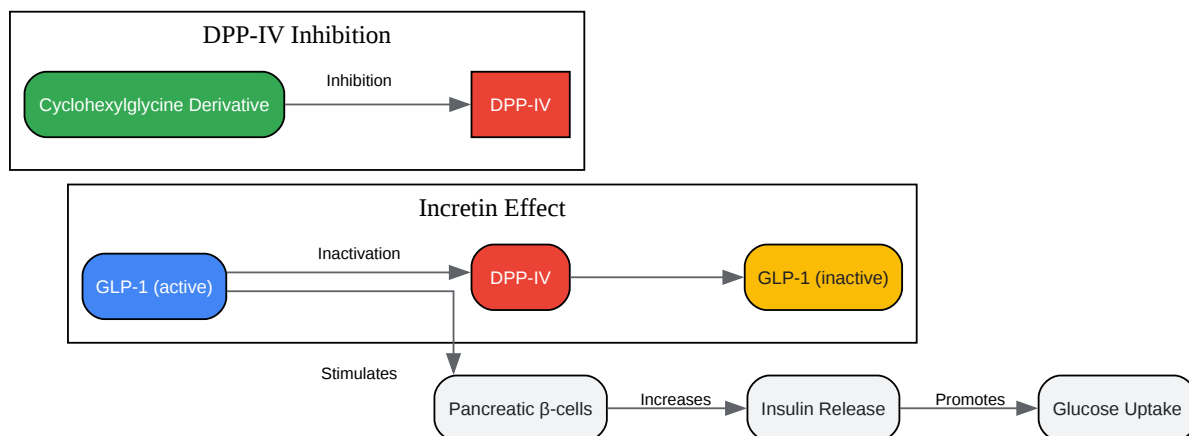 DPP-IV Inhibition
Cyclohexylglycine Derivative
Inhibition
DPP-IV
Incretin Effect
GLP-1 (active)
Inactivation
DPP-IV
GLP-1 (inactive)
Stimulates
Pancreatic β-cells
Increases
Insulin Release
Promotes
Glucose Uptake